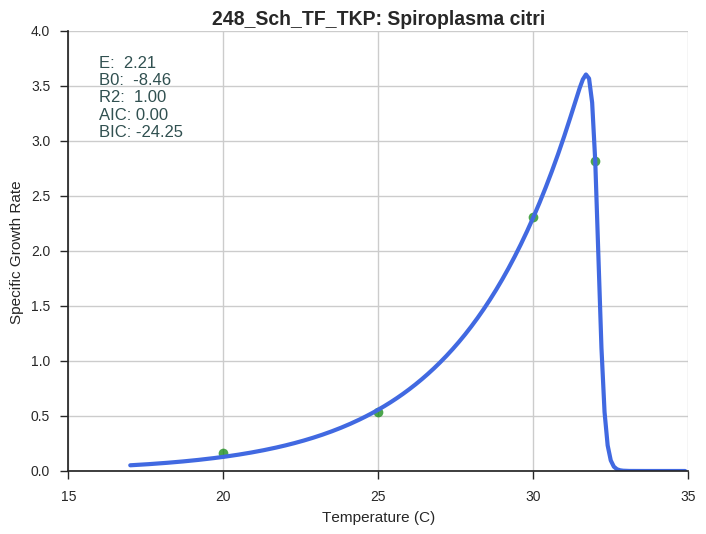 248_Sch_TF_TKP: Spiroplasma citri
E:  2.21
B0:  -8.46
R2:  1.00
AIC: 0.00
BIC: -24.25
4.0
3.5
3.0
2.5
2.0
1.5
1.0
0.5
0.0
Specific Growth Rate
15 20 25 30 35
Temperature (C)